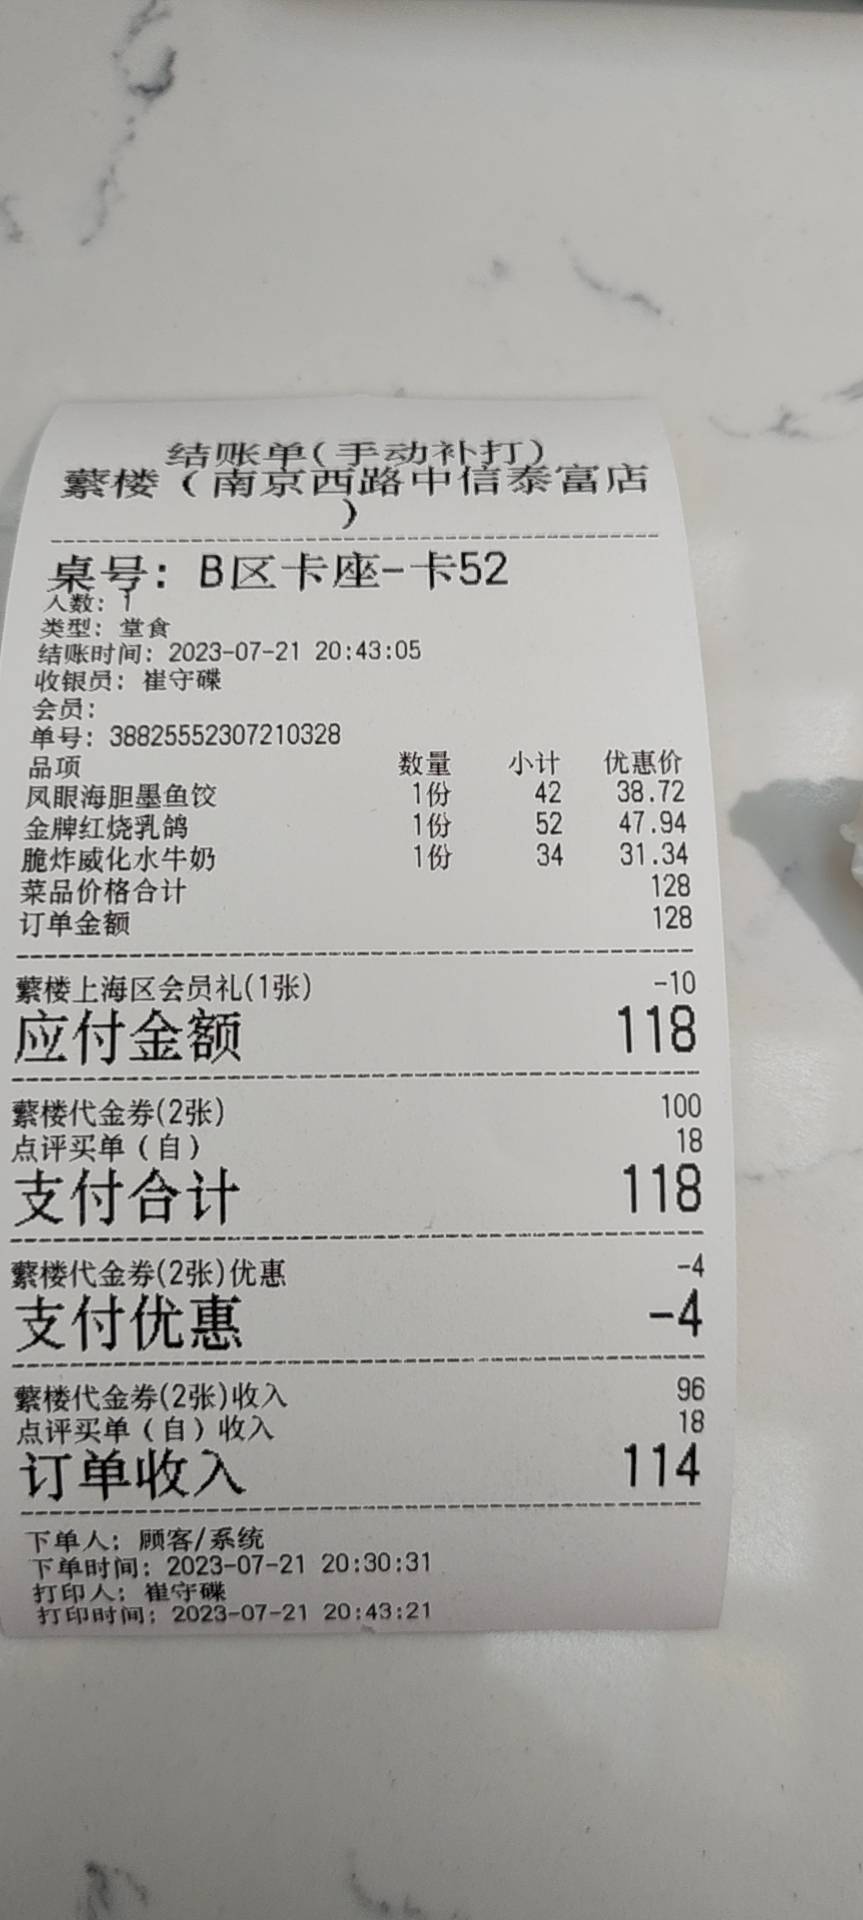 结账单(手动补打)
蘩楼（南京西路中信泰富店
）
桌号: B区卡座-卡52
人数: 1
类型: 堂食
结账时间: 2023-07-21 20:43:05
收银员: 崔守碟
会员:
单号: 38825552307210328
品项 数量 小计 优惠价
凤眼海胆墨鱼饺 1份 42 38.72
金牌红烧乳鸽 1份 52 47.94
脆炸威化水牛奶 1份 34 31.34
菜品价格合计 128
订单金额 128
蘩楼上海区会员礼(1张) -10
应付金额 118
蘩楼代金券(2张) 100
点评买单（自） 18
支付合计 118
蘩楼代金券(2张)优惠 -4
支付优惠 -4
蘩楼代金券(2张)收入 96
点评买单（自）收入 18
订单收入 114
下单人: 顾客/系统
下单时间: 2023-07-21 20:30:31
打印人: 崔守碟
打印时间: 2023-07-21 20:43:21